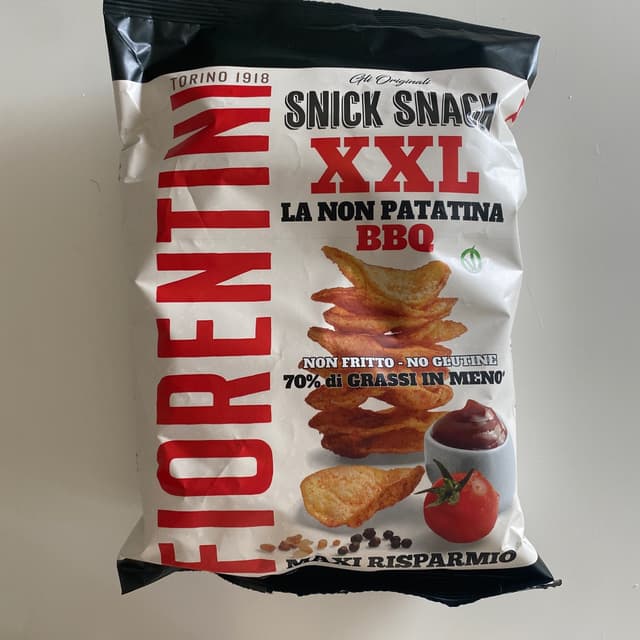 TORINO 1918
FIORENTINI
Gli Originali
SNICK SNACK
XXL
LA NON PATATINA
BBQ
NON FRITTO - NO GLUTINE
70% di GRASSI IN MENO*
MAXI RISPARMIO